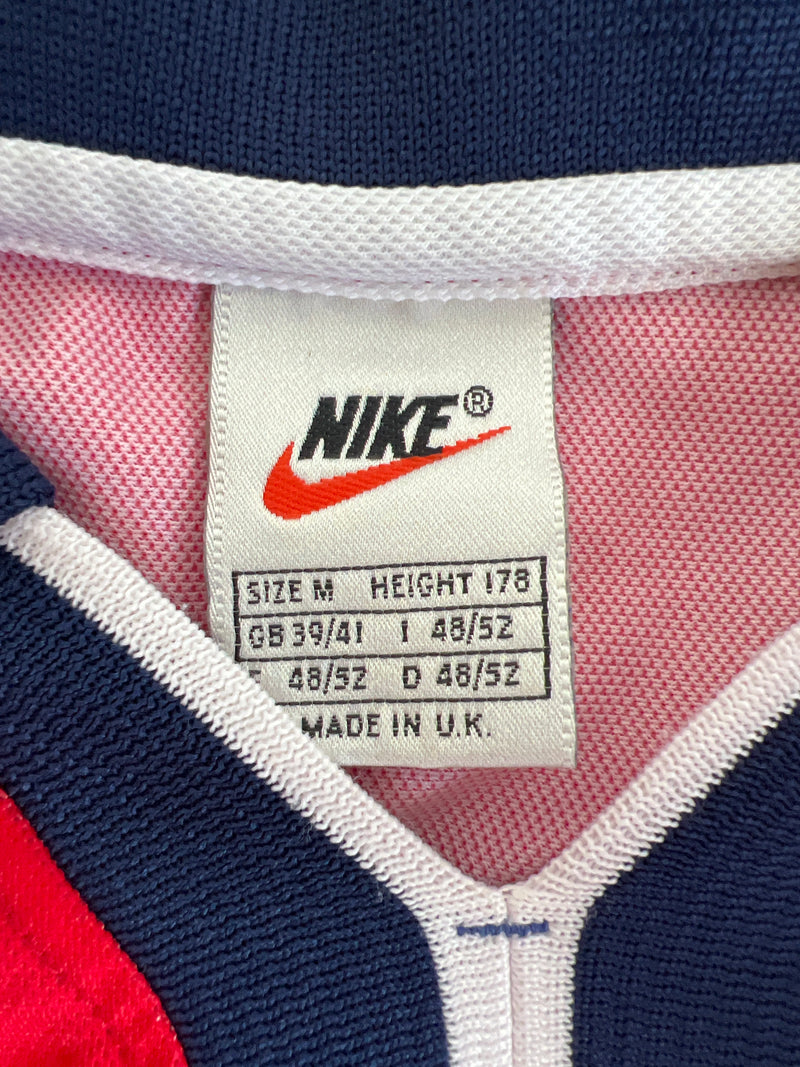 NIKE®
SIZE M HEIGHT 178
GB 39/41 I 48/52
F 48/52 D 48/52
MADE IN U.K.